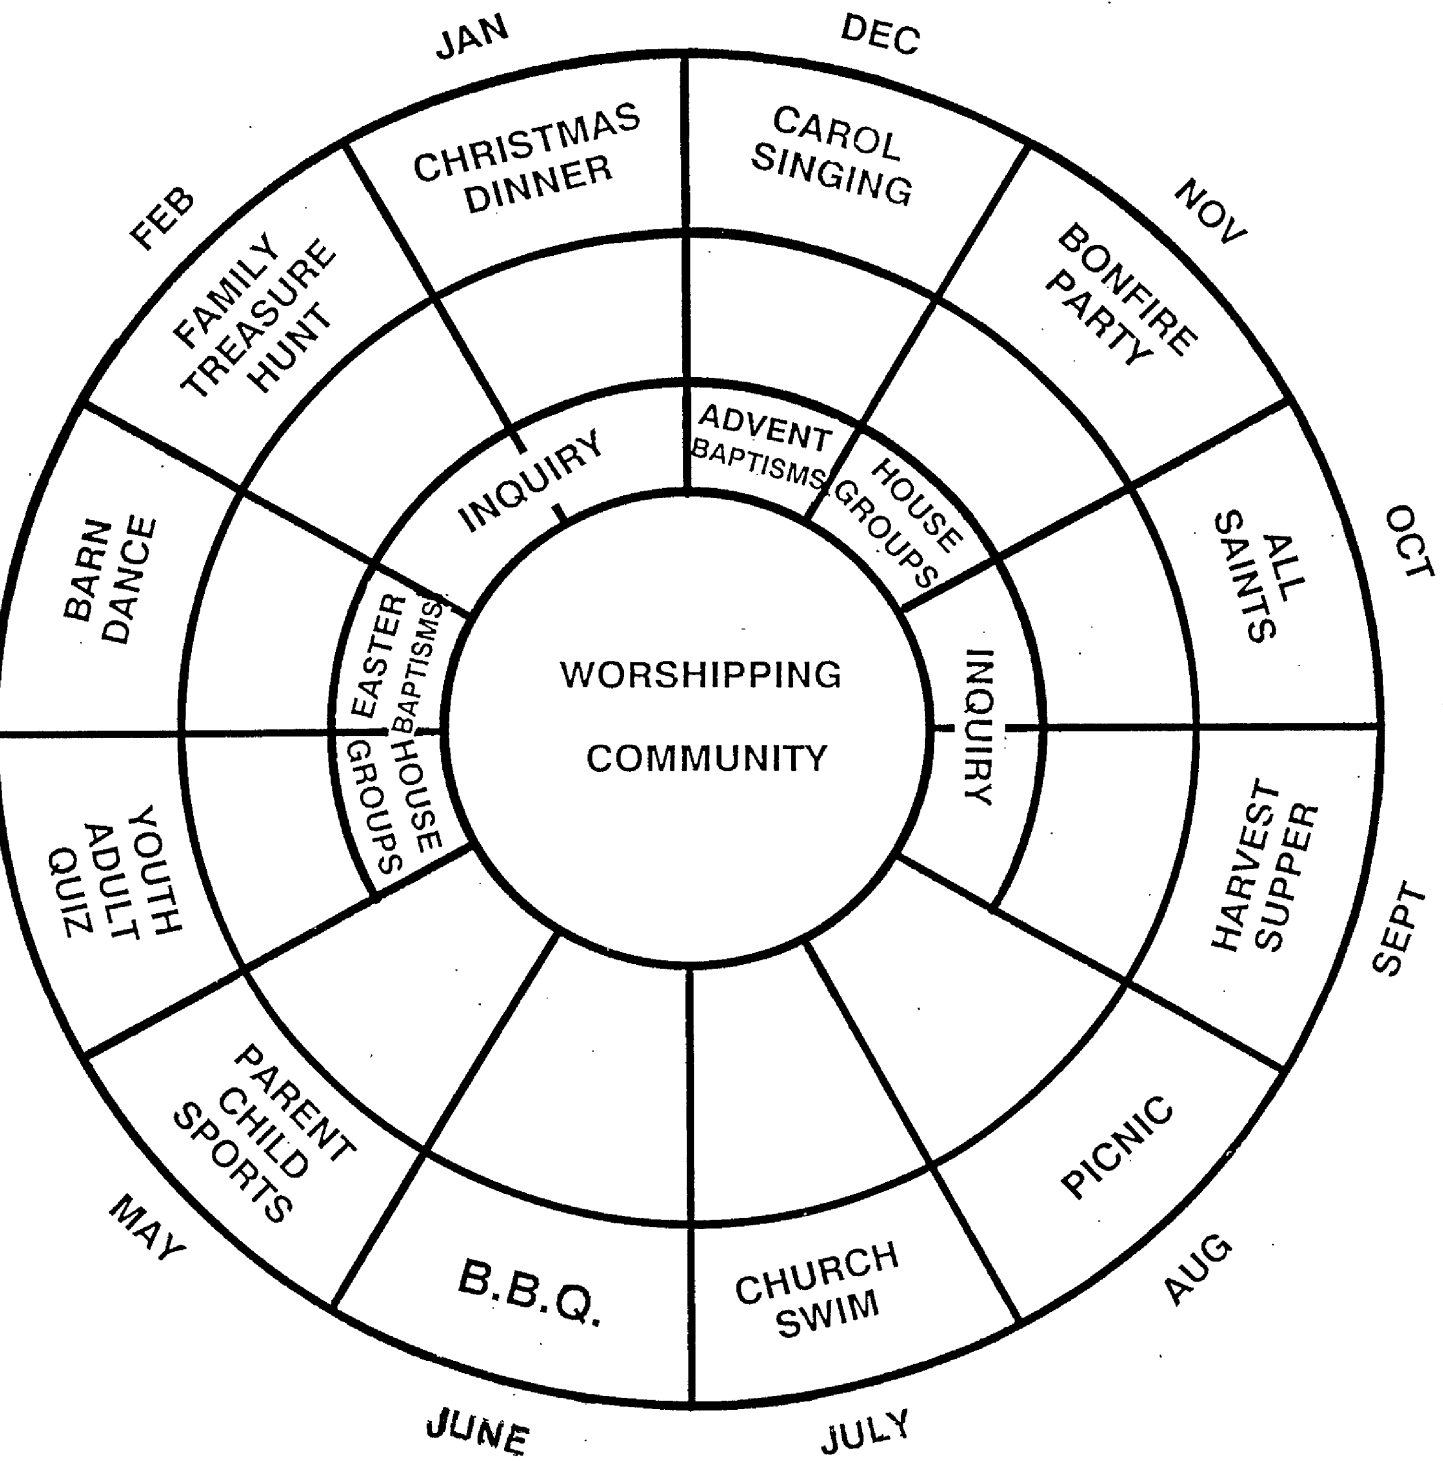 JAN
DEC
NOV
OCT
SEPT
AUG
JULY
JUNE
MAY
FEB
CHRISTMAS
DINNER
CAROL
SINGING
BONFIRE
PARTY
ALL
SAINTS
HARVEST
SUPPER
PICNIC
CHURCH
SWIM
B.B.Q.
PARENT
CHILD
SPORTS
YOUTH
ADULT
QUIZ
BARN
DANCE
FAMILY
TREASURE
HUNT
INQUIRY
ADVENT
BAPTISMS
HOUSE
GROUPS
INQUIRY
HOUSE
GROUPS
EASTER
BAPTISMS
WORSHIPPING
COMMUNITY